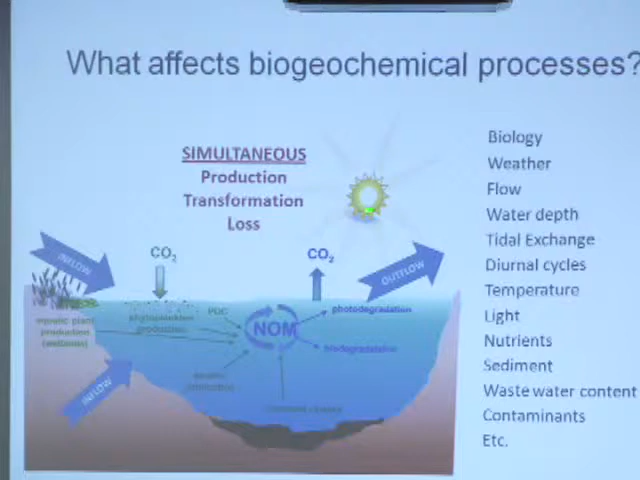 What affects biogeochemical processes?
SIMULTANEOUS
Production
Transformation
Loss
Biology
Weather
Flow
Water depth
Tidal Exchange
Diurnal cycles
Temperature
Light
Nutrients
Sediment
Waste water content
Contaminants
Etc.
INFLOW
CO2
CO2
OUTFLOW
aquatic plant
production
(wetlands)
phytoplankton
production
POC
NOM
photodegradation
biodegradation
INFLOW